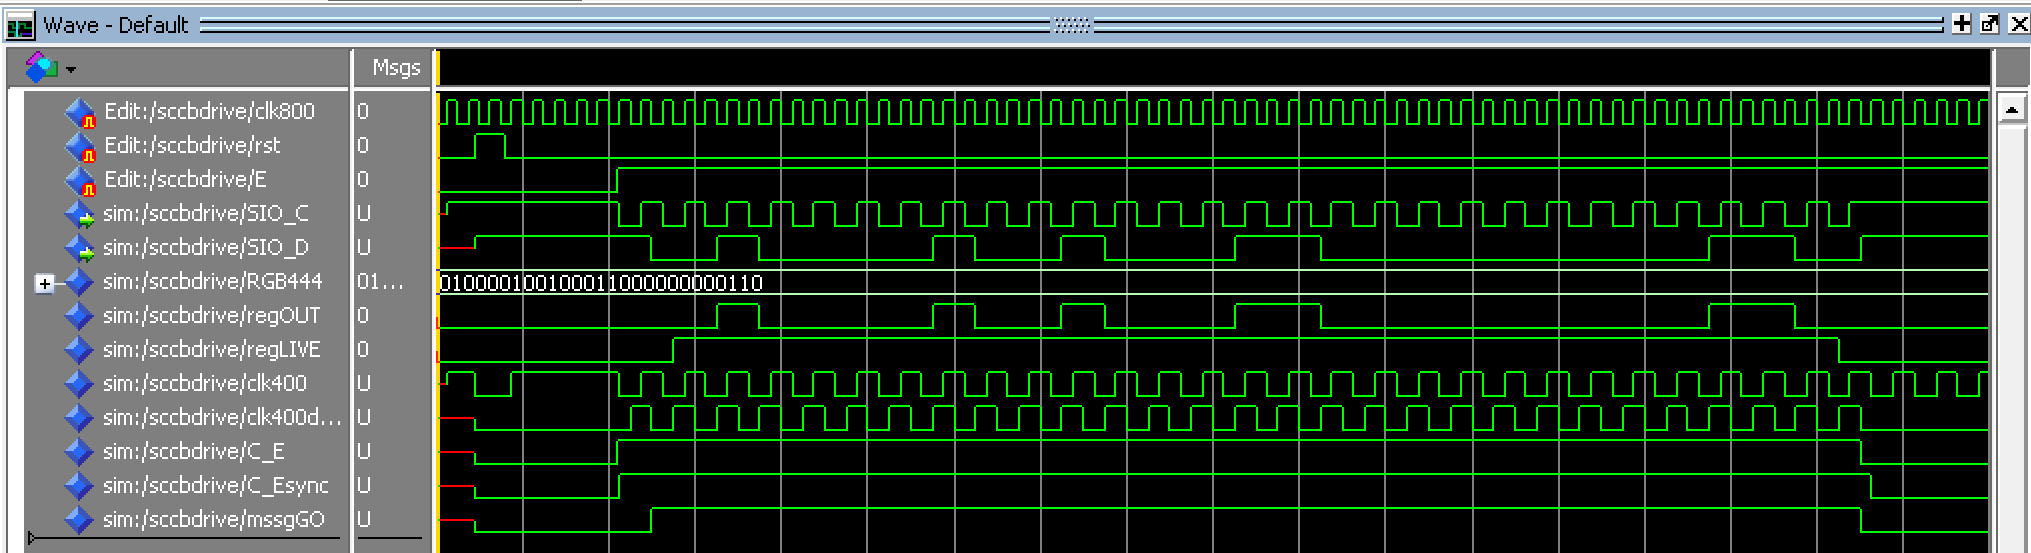 Wave - Default
Msgs
Edit:/sccbdrive/clk800 0
Edit:/sccbdrive/rst 0
Edit:/sccbdrive/E 0
sim:/sccbdrive/SIO_C U
sim:/sccbdrive/SIO_D U
sim:/sccbdrive/RGB444 01... 010000100100011000000000110
sim:/sccbdrive/regOUT 0
sim:/sccbdrive/regLIVE 0
sim:/sccbdrive/clk400 U
sim:/sccbdrive/clk400d... U
sim:/sccbdrive/C_E U
sim:/sccbdrive/C_Esync U
sim:/sccbdrive/mssgGO U